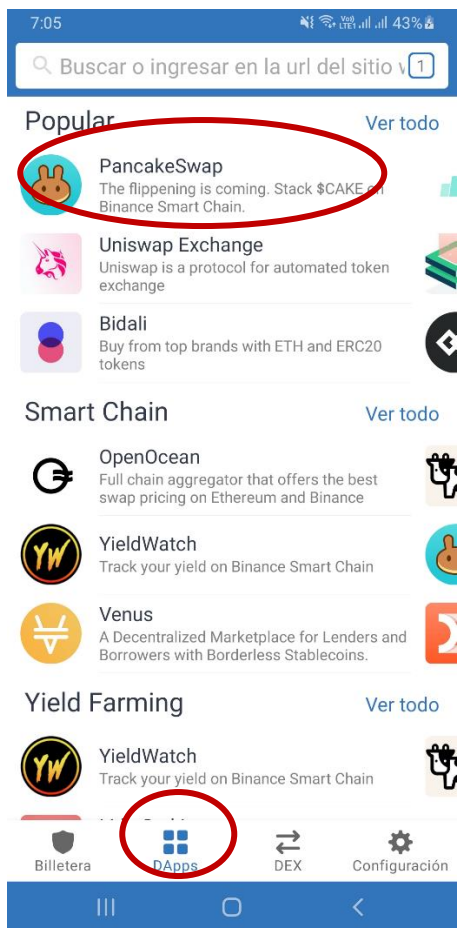 7:05
Vo))
LTE1
43%
Buscar o ingresar en la url del sitio
1
Popular
Ver todo
PancakeSwap
The flippening is coming. Stack $CAKE on
Binance Smart Chain.
Uniswap Exchange
Uniswap is a protocol for automated token
exchange
Bidali
Buy from top brands with ETH and ERC20
tokens
Smart Chain
Ver todo
OpenOcean
Full chain aggregator that offers the best
swap pricing on Ethereum and Binance
YW
YieldWatch
Track your yield on Binance Smart Chain
Venus
A Decentralized Marketplace for Lenders and
Borrowers with Borderless Stablecoins.
Yield Farming
Ver todo
YW
YieldWatch
Track your yield on Binance Smart Chain
Billetera
DApps
DEX
Configuración